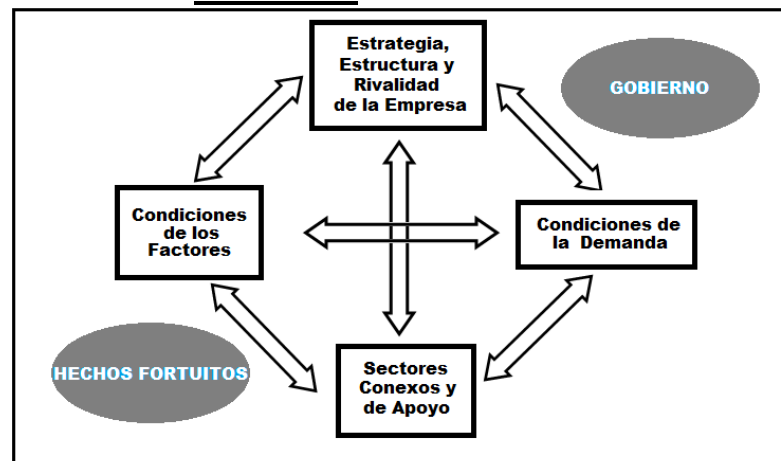 Estrategia,
Estructura y
Rivalidad
de la Empresa
GOBIERNO
Condiciones
de los
Factores
Condiciones de
la Demanda
HECHOS FORTUITOS
Sectores
Conexos y
de Apoyo